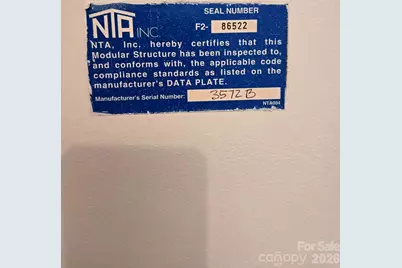 SEAL NUMBER
NTA INC.
F2- 86522
NTA, Inc. hereby certifies that this
Modular Structure has been inspected to,
and conforms with, the applicable code
compliance standards as listed on the
manufacturer's DATA PLATE.
Manufacturer's Serial Number: 3572B
NTA004
For Sale
canopy 2026